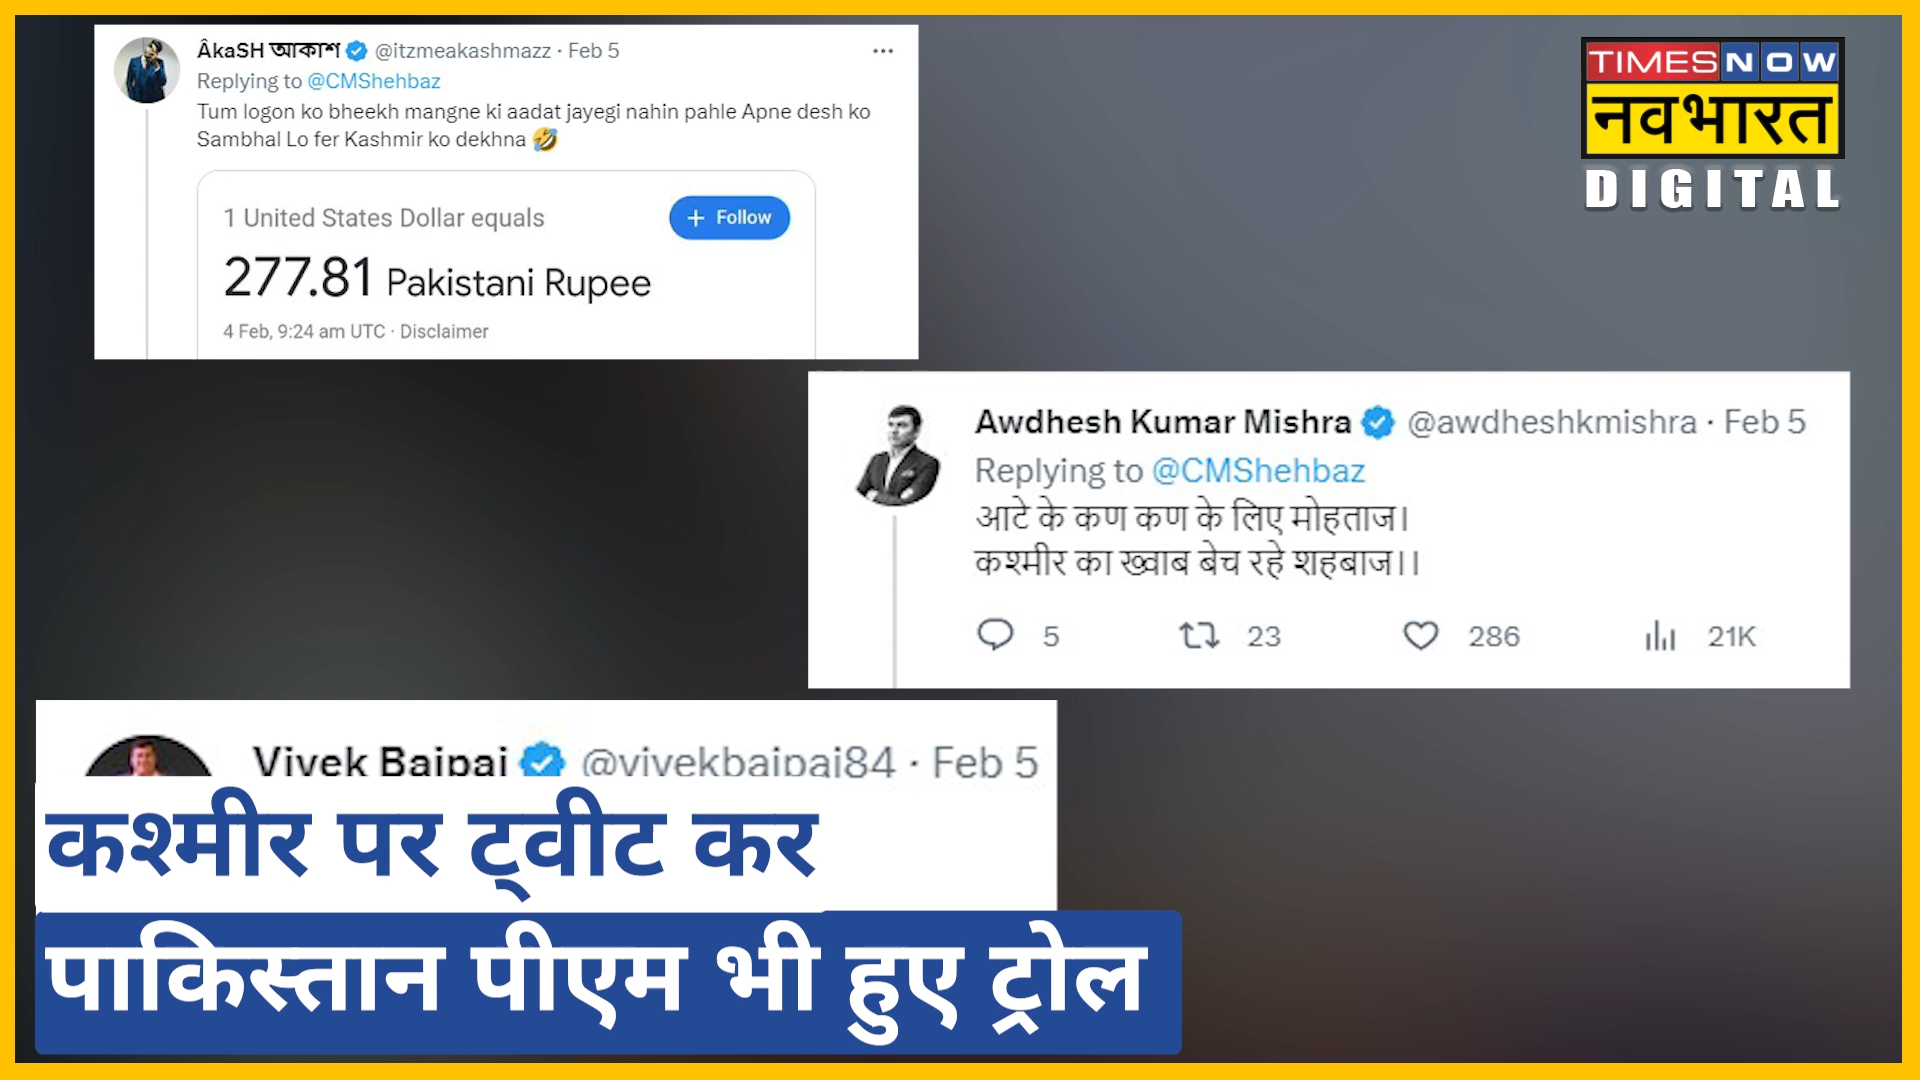 ÂkaSH আকাশ @itzmeakashmazz · Feb 5
Replying to @CMShehbaz
Tum logon ko bheekh mangne ki aadat jayegi nahin pahle Apne desh ko
Sambhal Lo fer Kashmir ko dekhna 🤣
1 United States Dollar equals
+ Follow
277.81 Pakistani Rupee
4 Feb, 9:24 am UTC · Disclaimer
TIMES NOW
नवभारत
DIGITAL
Awdhesh Kumar Mishra @awdheshkmishra · Feb 5
Replying to @CMShehbaz
आटे के कण कण के लिए मोहताज।
कश्मीर का ख्वाब बेच रहे शहबाज।।
5 23 286 21K
Vivek Bajpai @vivekbajpai84 · Feb 5
कश्मीर पर ट्वीट कर
पाकिस्तान पीएम भी हुए ट्रोल